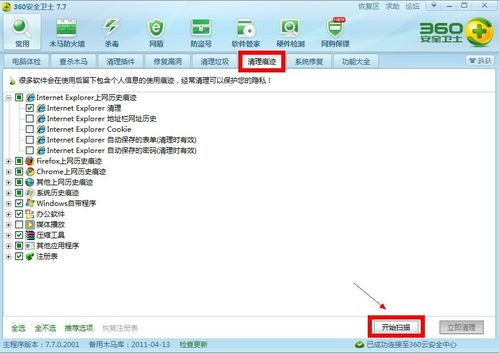 360安全卫士 7.7
恢复区 求助 论坛
常用 木马防火墙 杀毒 网盾 防盗号 软件管家 硬件检测 网购保镖
360
安全卫士
电脑体检 查杀木马 清理插件 修复漏洞 清理垃圾 清理痕迹 系统修复 功能大全 换肤
很多软件会在使用后留下包含个人信息的使用痕迹，经常清理可以保护您的隐私！
Internet Explorer上网历史痕迹
Internet Explorer 清理
Internet Explorer 地址栏网址历史
Internet Explorer Cookie
Internet Explorer 自动保存的表单(清理时有效)
Internet Explorer 自动保存的密码(清理时有效)
Firefox上网历史痕迹
Chrome上网历史痕迹
其他上网历史痕迹
系统历史痕迹
Windows自带程序
办公软件
媒体播放
压缩工具
其他应用程序
注册表
全选 全不选 推荐选项 恢复注册表 开始扫描 立即清理
主程序版本：7.7.0.2001 备用木马库：2011-04-13 检查更新 已成功连接至360云安全中心